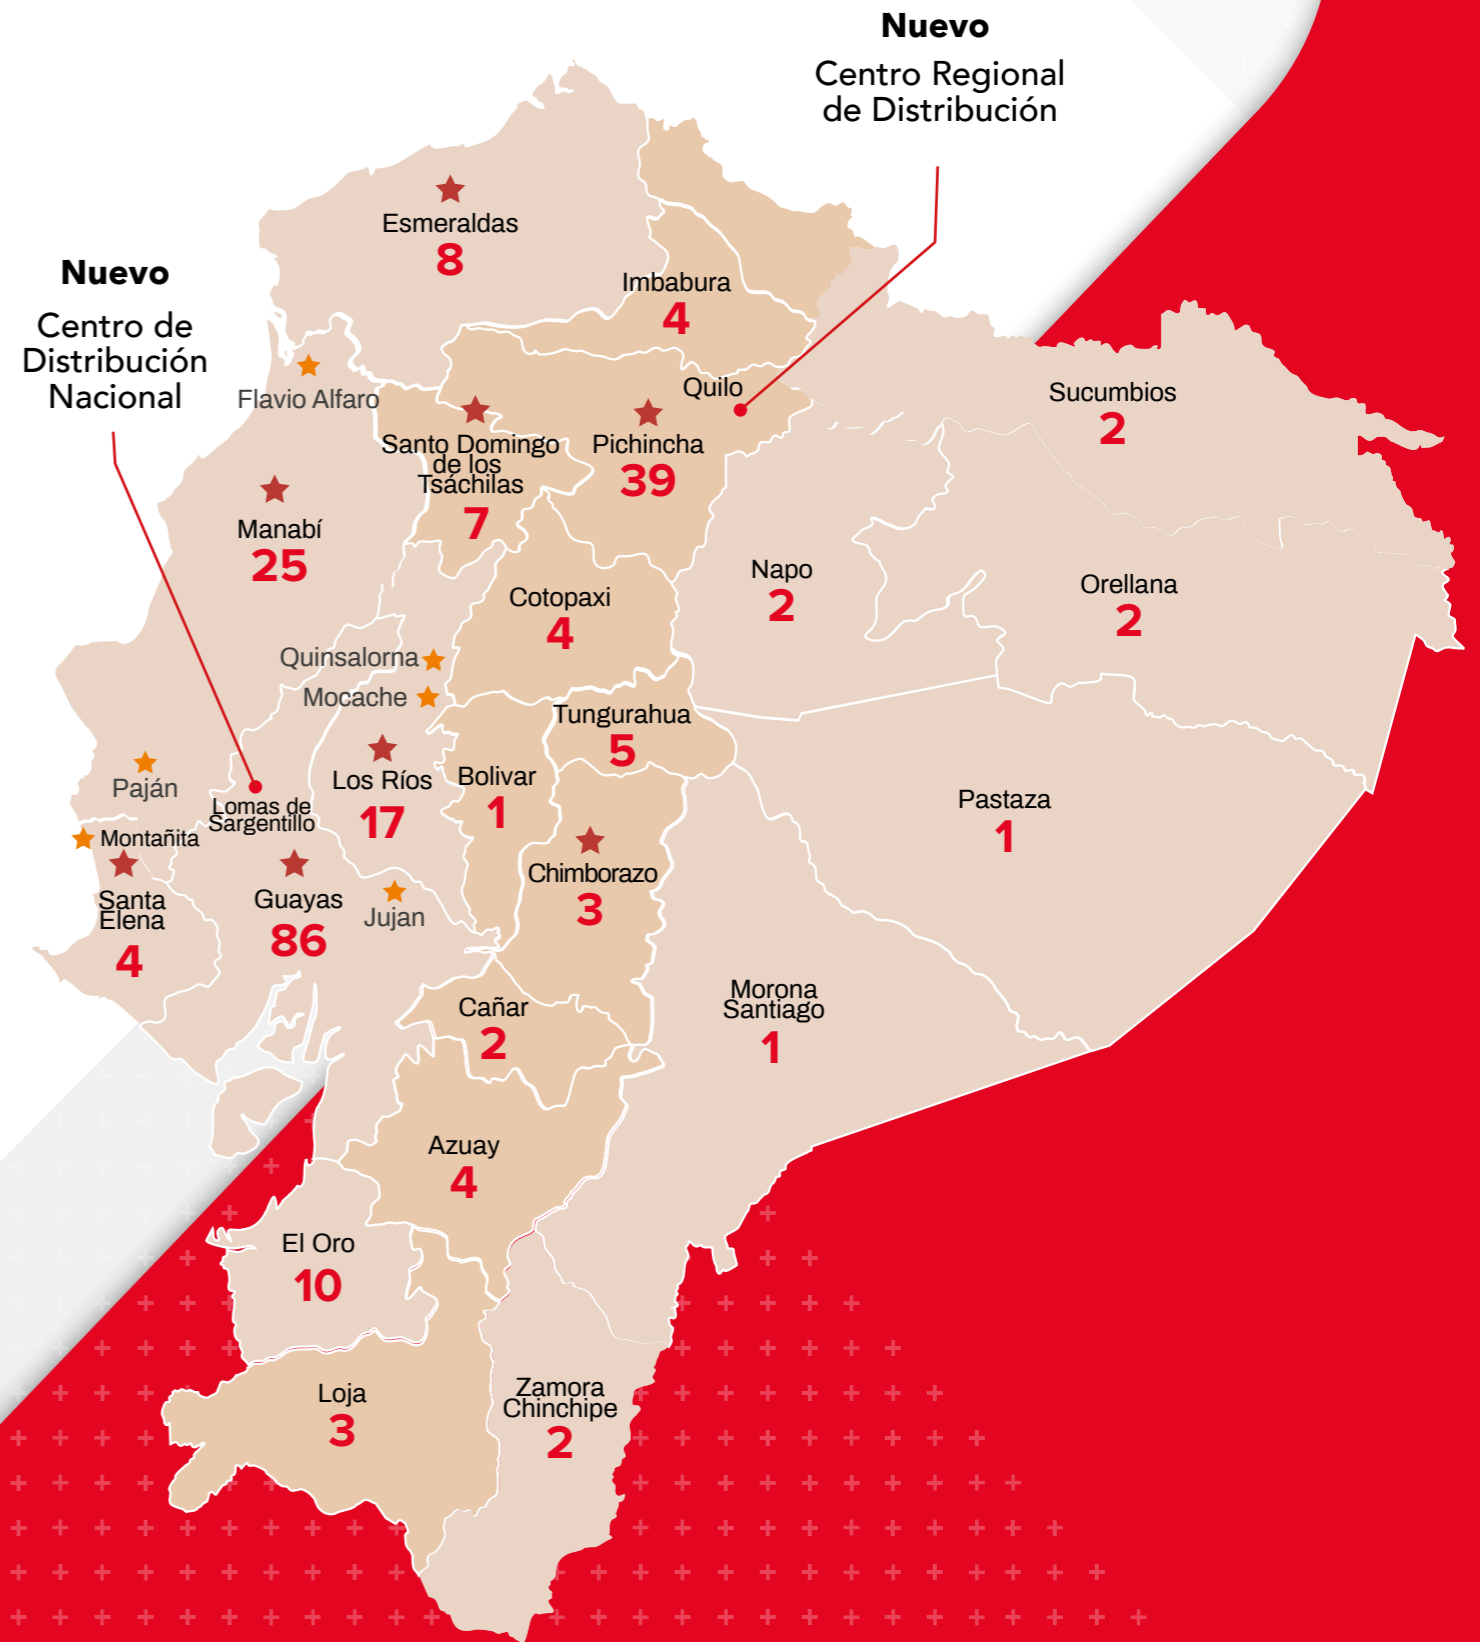 Nuevo
Centro Regional
de Distribución
Esmeraldas
8
Nuevo
Centro de
Distribución
Nacional
Imbabura
4
Flavio Alfaro
Quilo
Sucumbios
2
Santo Domingo
de los
Tsáchilas
7
Pichincha
39
Manabí
25
Napo
2
Orellana
2
Cotopaxi
4
Quinsalorna
Mocache
Tungurahua
5
Paján
Los Ríos
17
Bolivar
1
Pastaza
1
Lomas de
Sargentillo
Montañita
Santa
Elena
4
Guayas
86
Jujan
Chimborazo
3
Cañar
2
Morona
Santiago
1
Azuay
4
El Oro
10
Loja
3
Zamora
Chinchipe
2